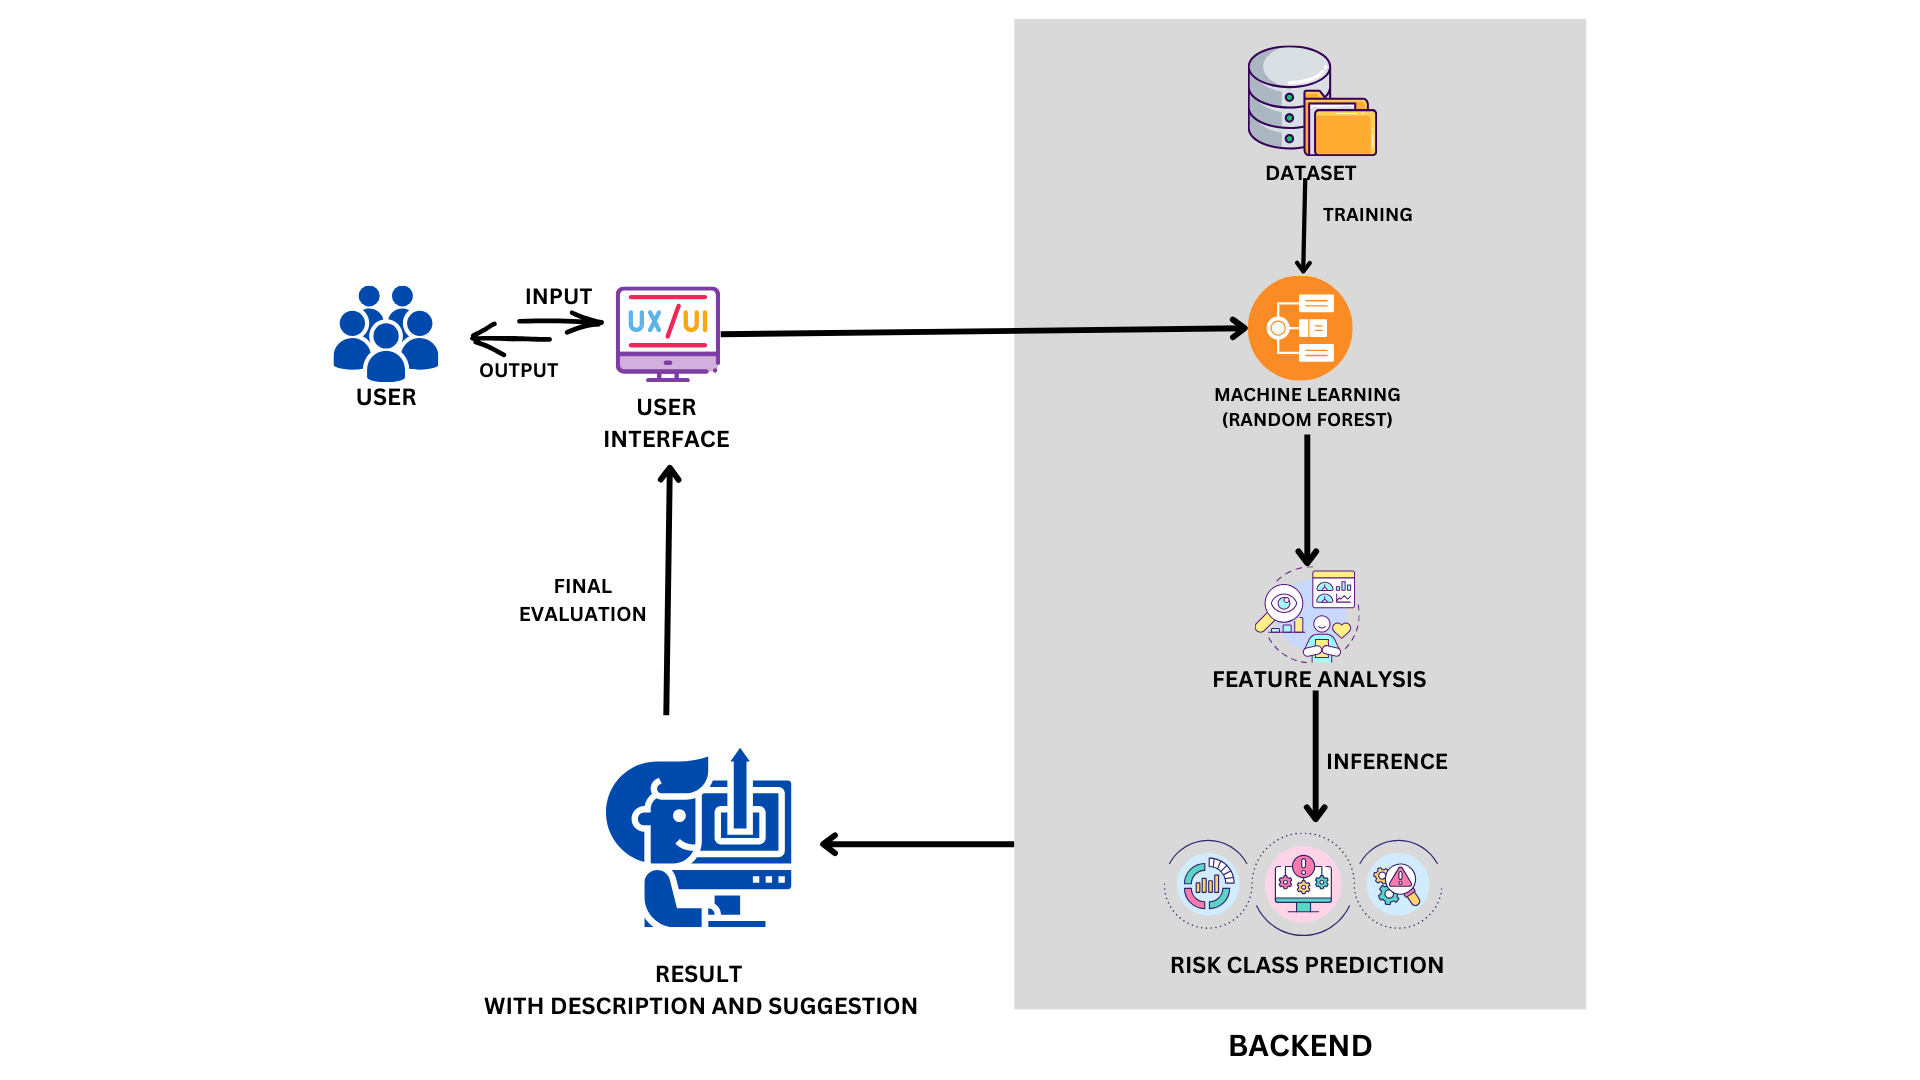 DATASET
TRAINING
INPUT
UX/UI
OUTPUT
USER
USER
INTERFACE
MACHINE LEARNING
(RANDOM FOREST)
FINAL
EVALUATION
FEATURE ANALYSIS
INFERENCE
RISK CLASS PREDICTION
RESULT
WITH DESCRIPTION AND SUGGESTION
BACKEND